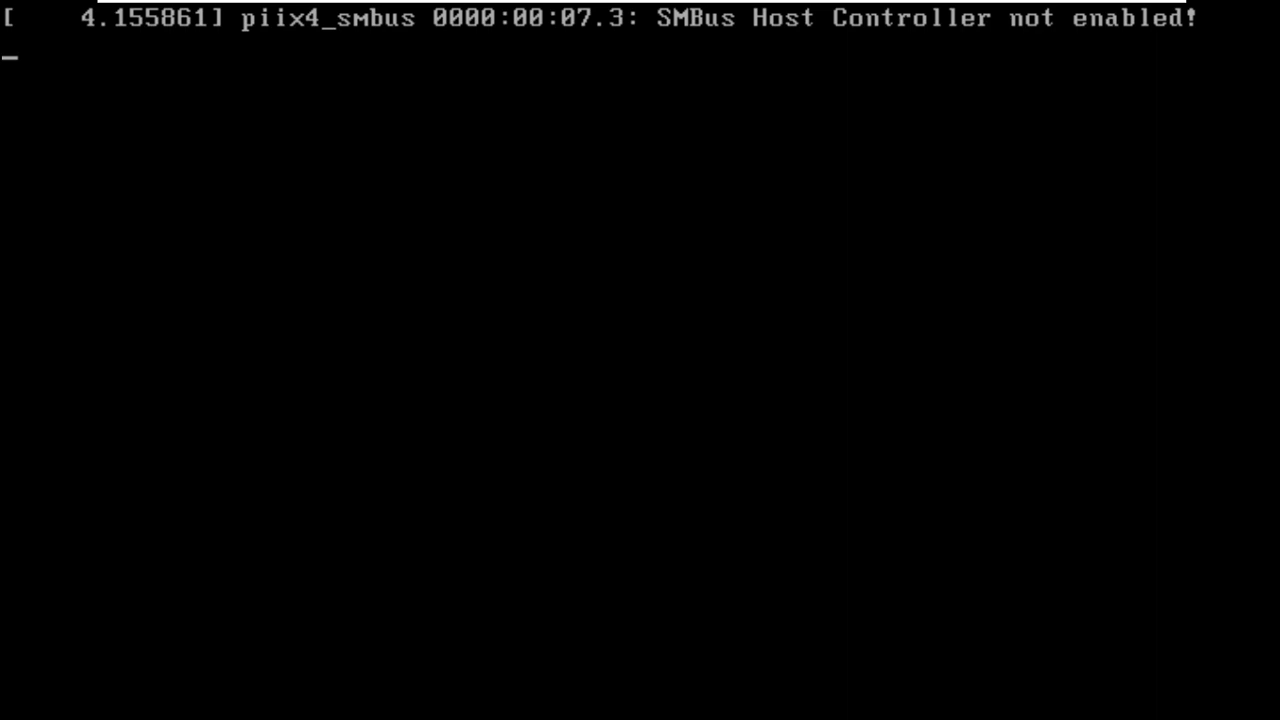 [    4.155861] piix4_smbus 0000:00:07.3: SMBus Host Controller not enabled!
_